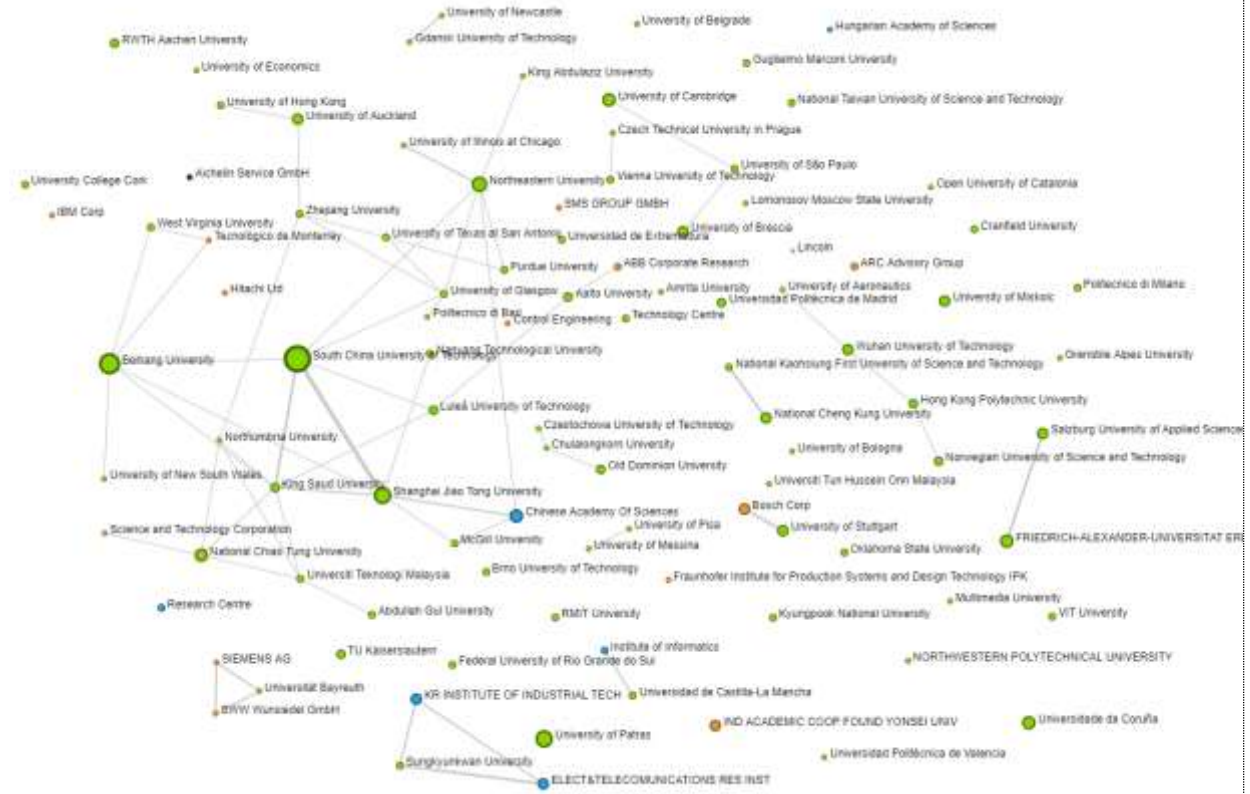 University of Newcastle
University of Belgrade
Hungarian Academy of Sciences
RWTH Aachen University
Gdansk University of Technology
University of Economics
King Abdulaziz University
Guglielmo Marconi University
University of Hong Kong
University of Cambridge
National Taiwan University of Science and Technology
University of Auckland
Czech Technical University in Prague
University of Illinois at Chicago
University of São Paulo
Aichelin Service GmbH
University College Cork
Northeastern University
Vienna University of Technology
Open University of Catalonia
IBM Corp
Zhejiang University
SMS GROUP GMBH
Lomonosov Moscow State University
West Virginia University
Tecnológico de Monterrey
University of Texas at San Antonio
Universidad de Extremadura
University of Brescia
Cranfield University
Lincoln
Purdue University
ABB Corporate Research
ARC Advisory Group
Hitachi Ltd
University of Glasgow
Aalto University
Amrita University
University of Aeronautics
Universidad Politécnica de Madrid
University of Miskolc
Politecnico di Milano
Politecnico di Bari
Control Engineering
Technology Centre
Beihang University
South China University of Technology
Nanyang Technological University
Wuhan University of Technology
Grenoble Alpes University
National Kaohsiung First University of Science and Technology
Luleå University of Technology
Hong Kong Polytechnic University
National Cheng Kung University
Czestochowa University of Technology
Salzburg University of Applied Science
Northumbria University
Chulalongkorn University
University of Bologna
Old Dominion University
Norwegian University of Science and Technology
University of New South Wales
King Saud University
Shanghai Jiao Tong University
Universiti Tun Hussein Onn Malaysia
Bosch Corp
Chinese Academy Of Sciences
Science and Technology Corporation
University of Pisa
University of Stuttgart
McGill University
University of Messina
Oklahoma State University
FRIEDRICH-ALEXANDER-UNIVERSITAT
National Chiao Tung University
Universiti Teknologi Malaysia
Brno University of Technology
Fraunhofer Institute for Production Systems and Design Technology IPK
Research Centre
Abdullah Gul University
RMIT University
Kyungpook National University
Multimedia University
VIT University
TU Kaiserslautern
Institute of Informatics
SIEMENS AG
Federal University of Rio Grande do Sul
NORTHWESTERN POLYTECHNICAL UNIVERSITY
Universität Bayreuth
KR INSTITUTE OF INDUSTRIAL TECH
Universidad de Castilla-La Mancha
BWW Wunsiedel GmbH
IND ACADEMIC COOP FOUND YONSEI UNIV
Universidade da Coruña
University of Patras
Universidad Politécnica de Valencia
Sungkyunkwan University
ELECT&TELECOMUNICATIONS RES INST